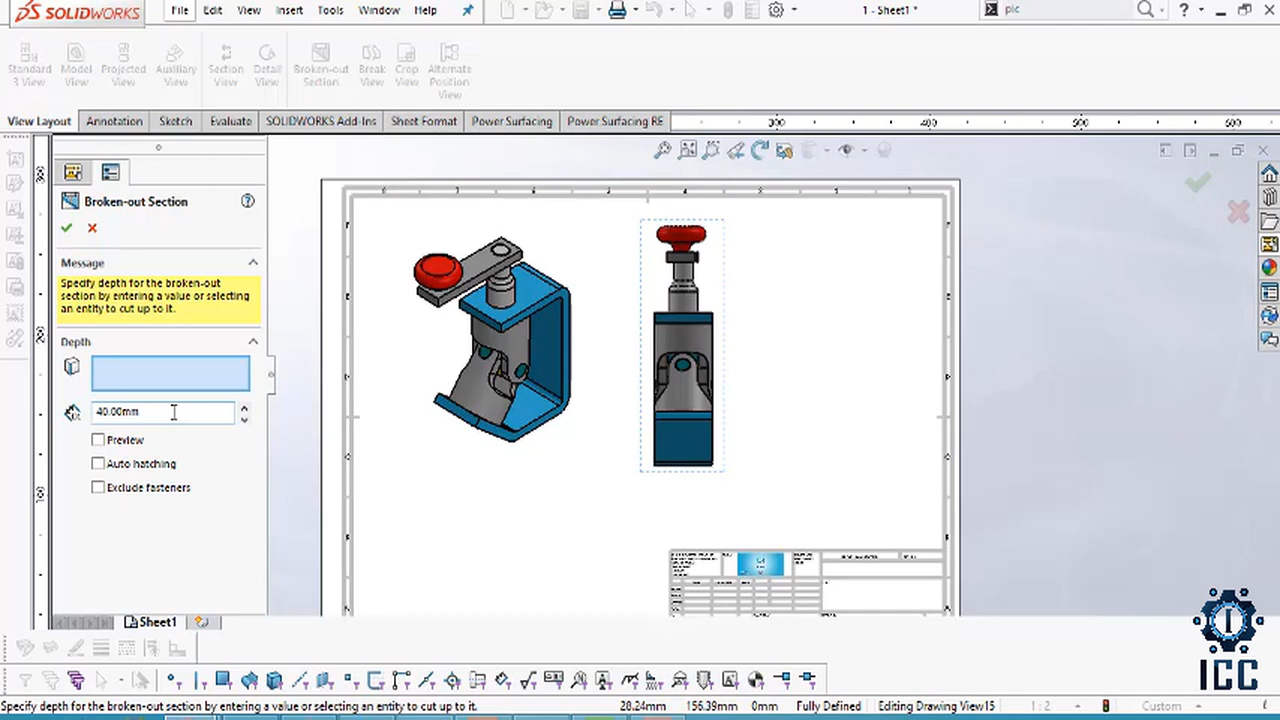 SOLIDWORKS File Edit View Insert Tools Window Help 1 - Sheet1 * pic
Standard 3 View
Model View
Projected View
Auxiliary View
Section View
Detail View
Broken-out Section
Break View
Crop View
Alternate Position View
View Layout Annotation Sketch Evaluate SOLIDWORKS Add-Ins Sheet Format Power Surfacing Power Surfacing RE
300 400 500 600
300
200
100
Broken-out Section
Message
Specify depth for the broken-out
section by entering a value or selecting
an entity to cut up to it.
Depth
40.00mm
Preview
Auto hatching
Exclude fasteners
Sheet1
ICC
Specify depth for the broken-out section by entering a value or selecting an entity to cut up to it. 28.24mm 156.39mm 0mm Fully Defined Editing Drawing View15 1 : 2 Custom